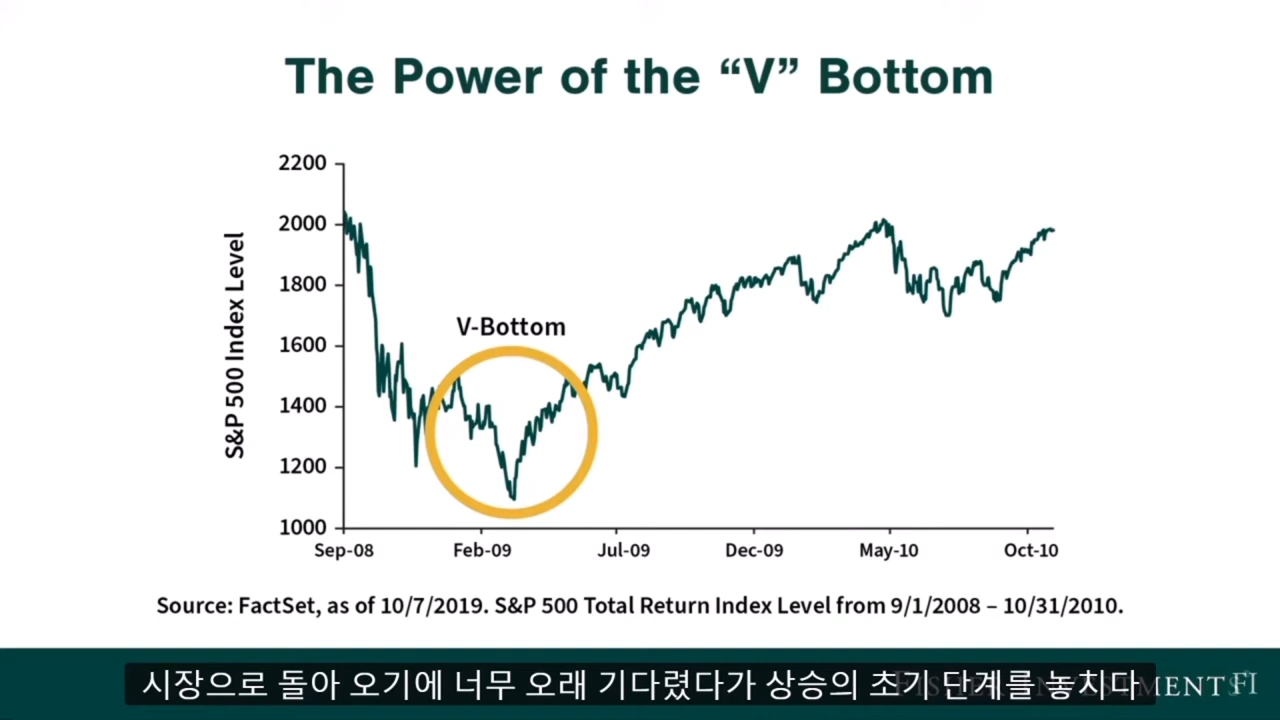 The Power of the “V” Bottom
S&P 500 Index Level
2200
2000
1800
1600
1400
1200
1000
V-Bottom
Sep-08 Feb-09 Jul-09 Dec-09 May-10 Oct-10
Source: FactSet, as of 10/7/2019. S&P 500 Total Return Index Level from 9/1/2008 – 10/31/2010.
시장으로 돌아 오기에 너무 오래 기다렸다가 상승의 초기 단계를 놓치다
FISHER INVESTMENTS FI